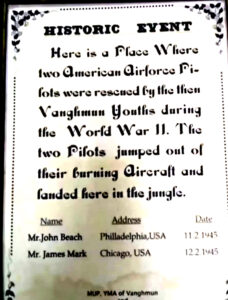 HISTORIC EVENT
Here is a Place Where
two American Airforce Pi-
lots were rescued by the then
Vanghmun Youths during
the World War II. The
two Pilots jumped out of
their burning Aircraft and
landed here in the jungle.
Name Address Date
Mr.John Beach Philladelphia,USA 11.2.1945
Mr. James Mark Chicago, USA 12.2.1945
MUP, YMA of Vanghmun